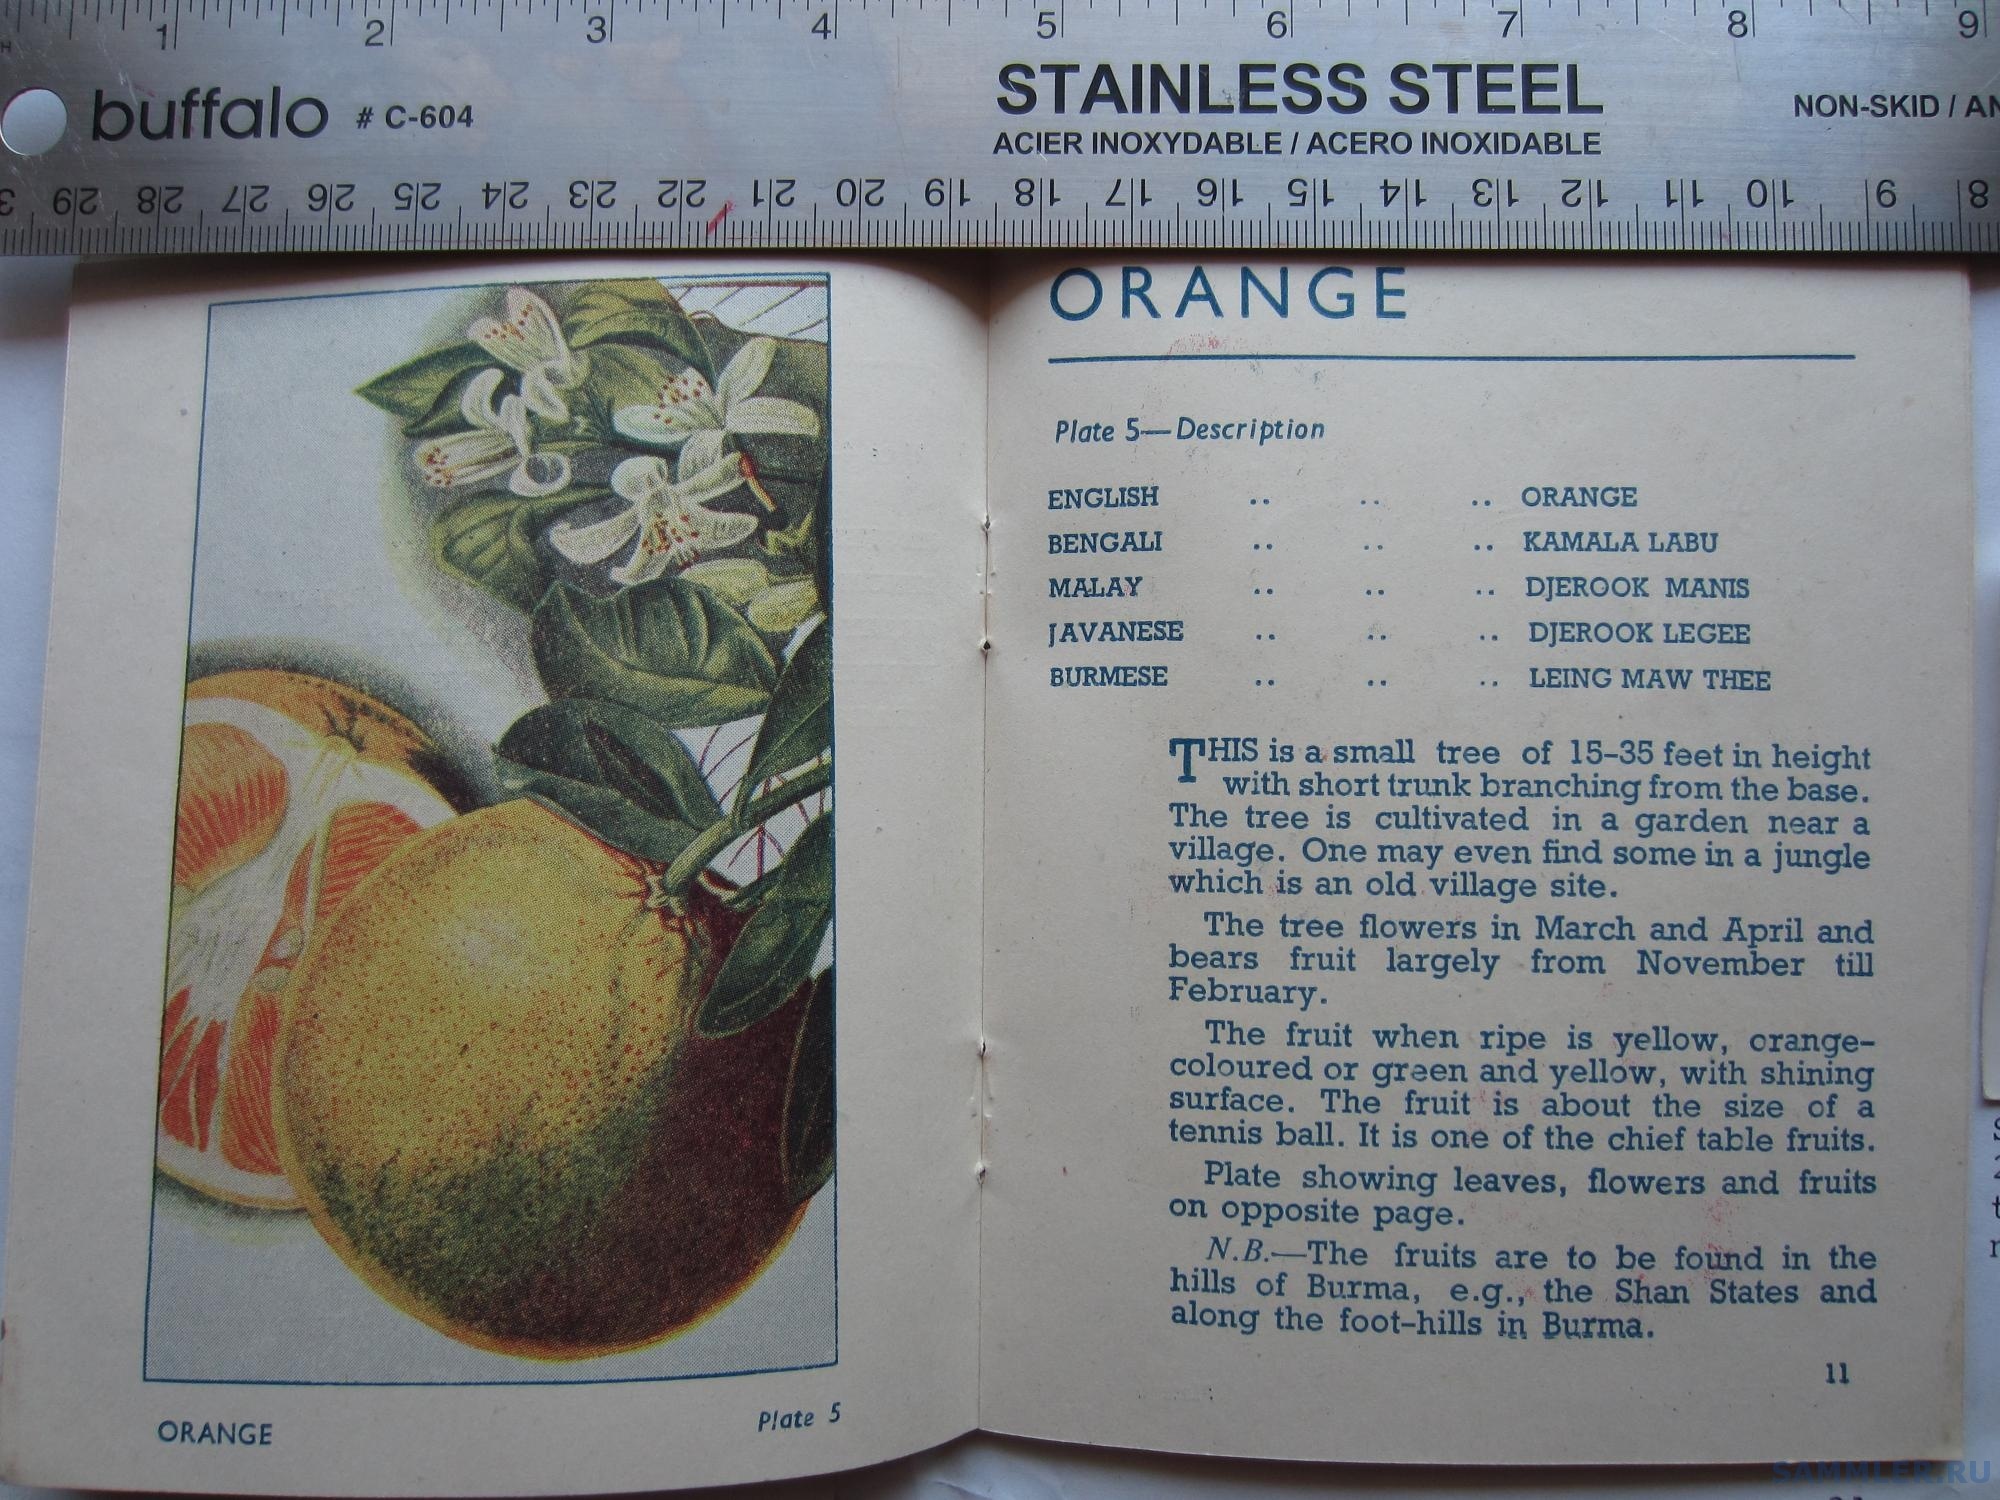 1 2 3 4 5 6 7 8 9
buffalo # C-604
STAINLESS STEEL
ACIER INOXYDABLE / ACERO INOXIDABLE
NON-SKID / AN
29 28 27 26 25 24 23 22 21 20 19 18 17 16 15 14 13 12 11 10 9 8
ORANGE
Plate 5
ORANGE
Plate 5—Description
ENGLISH .. .. .. ORANGE
BENGALI .. .. .. KAMALA LABU
MALAY .. .. .. DJEROOK MANIS
JAVANESE .. .. .. DJEROOK LEGEE
BURMESE .. .. .. LEING MAW THEE
THIS is a small tree of 15-35 feet in height
with short trunk branching from the base.
The tree is cultivated in a garden near a
village. One may even find some in a jungle
which is an old village site.
The tree flowers in March and April and
bears fruit largely from November till
February.
The fruit when ripe is yellow, orange-
coloured or green and yellow, with shining
surface. The fruit is about the size of a
tennis ball. It is one of the chief table fruits.
Plate showing leaves, flowers and fruits
on opposite page.
N.B.—The fruits are to be found in the
hills of Burma, e.g., the Shan States and
along the foot-hills in Burma.
11
SAMMLER.RU